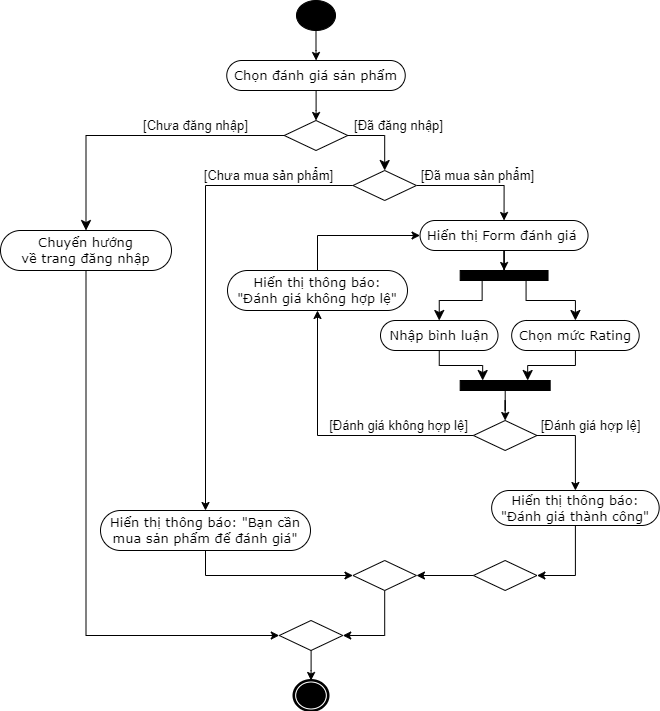 Chọn đánh giá sản phẩm
[Chưa đăng nhập]
[Đã đăng nhập]
[Chưa mua sản phẩm]
[Đã mua sản phẩm]
Chuyển hướng
về trang đăng nhập
Hiển thị Form đánh giá
Hiển thị thông báo:
"Đánh giá không hợp lệ"
Nhập bình luận
Chọn mức Rating
[Đánh giá không hợp lệ]
[Đánh giá hợp lệ]
Hiển thị thông báo: "Bạn cần
mua sản phẩm để đánh giá"
Hiển thị thông báo:
"Đánh giá thành công"